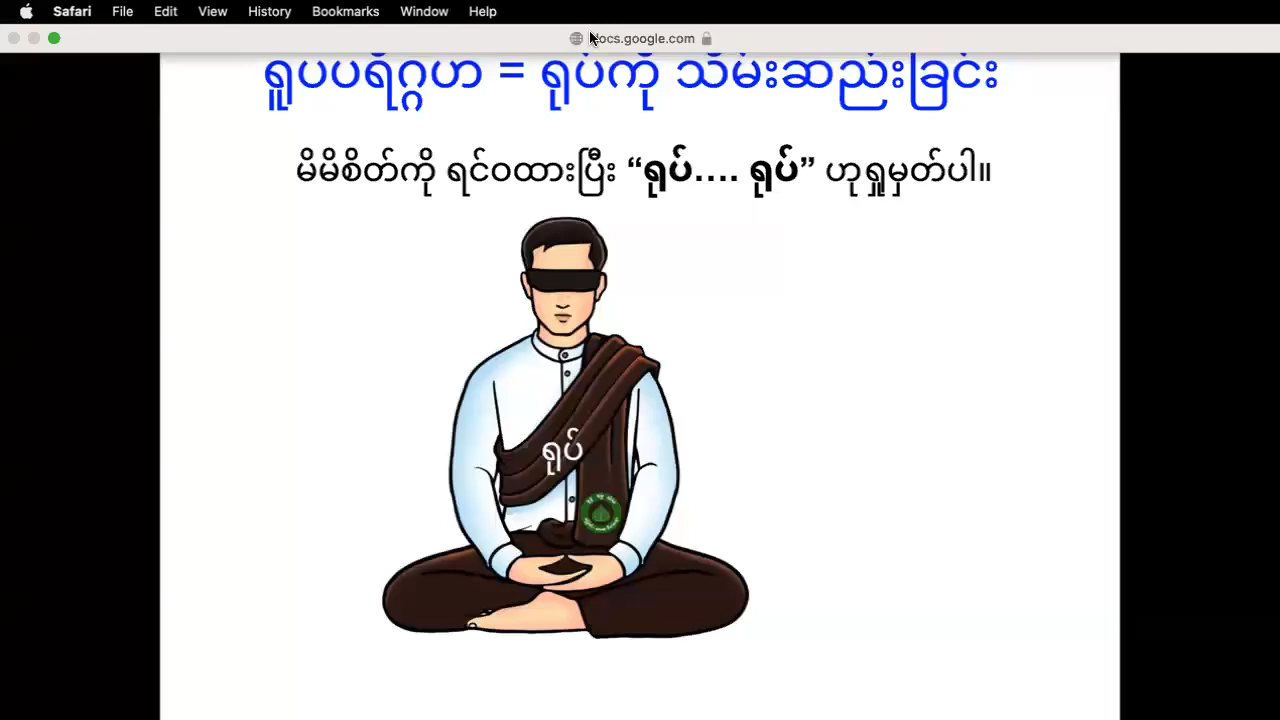 Safari File Edit View History Bookmarks Window Help
docs.google.com
ရူပပရိဂ္ဂဟ = ရုပ်ကို သိမ်းဆည်းခြင်း
မိမိစိတ်ကို ရင်ဝထားပြီး “ရုပ်.... ရုပ်” ဟုရှုမှတ်ပါ။
ရုပ်